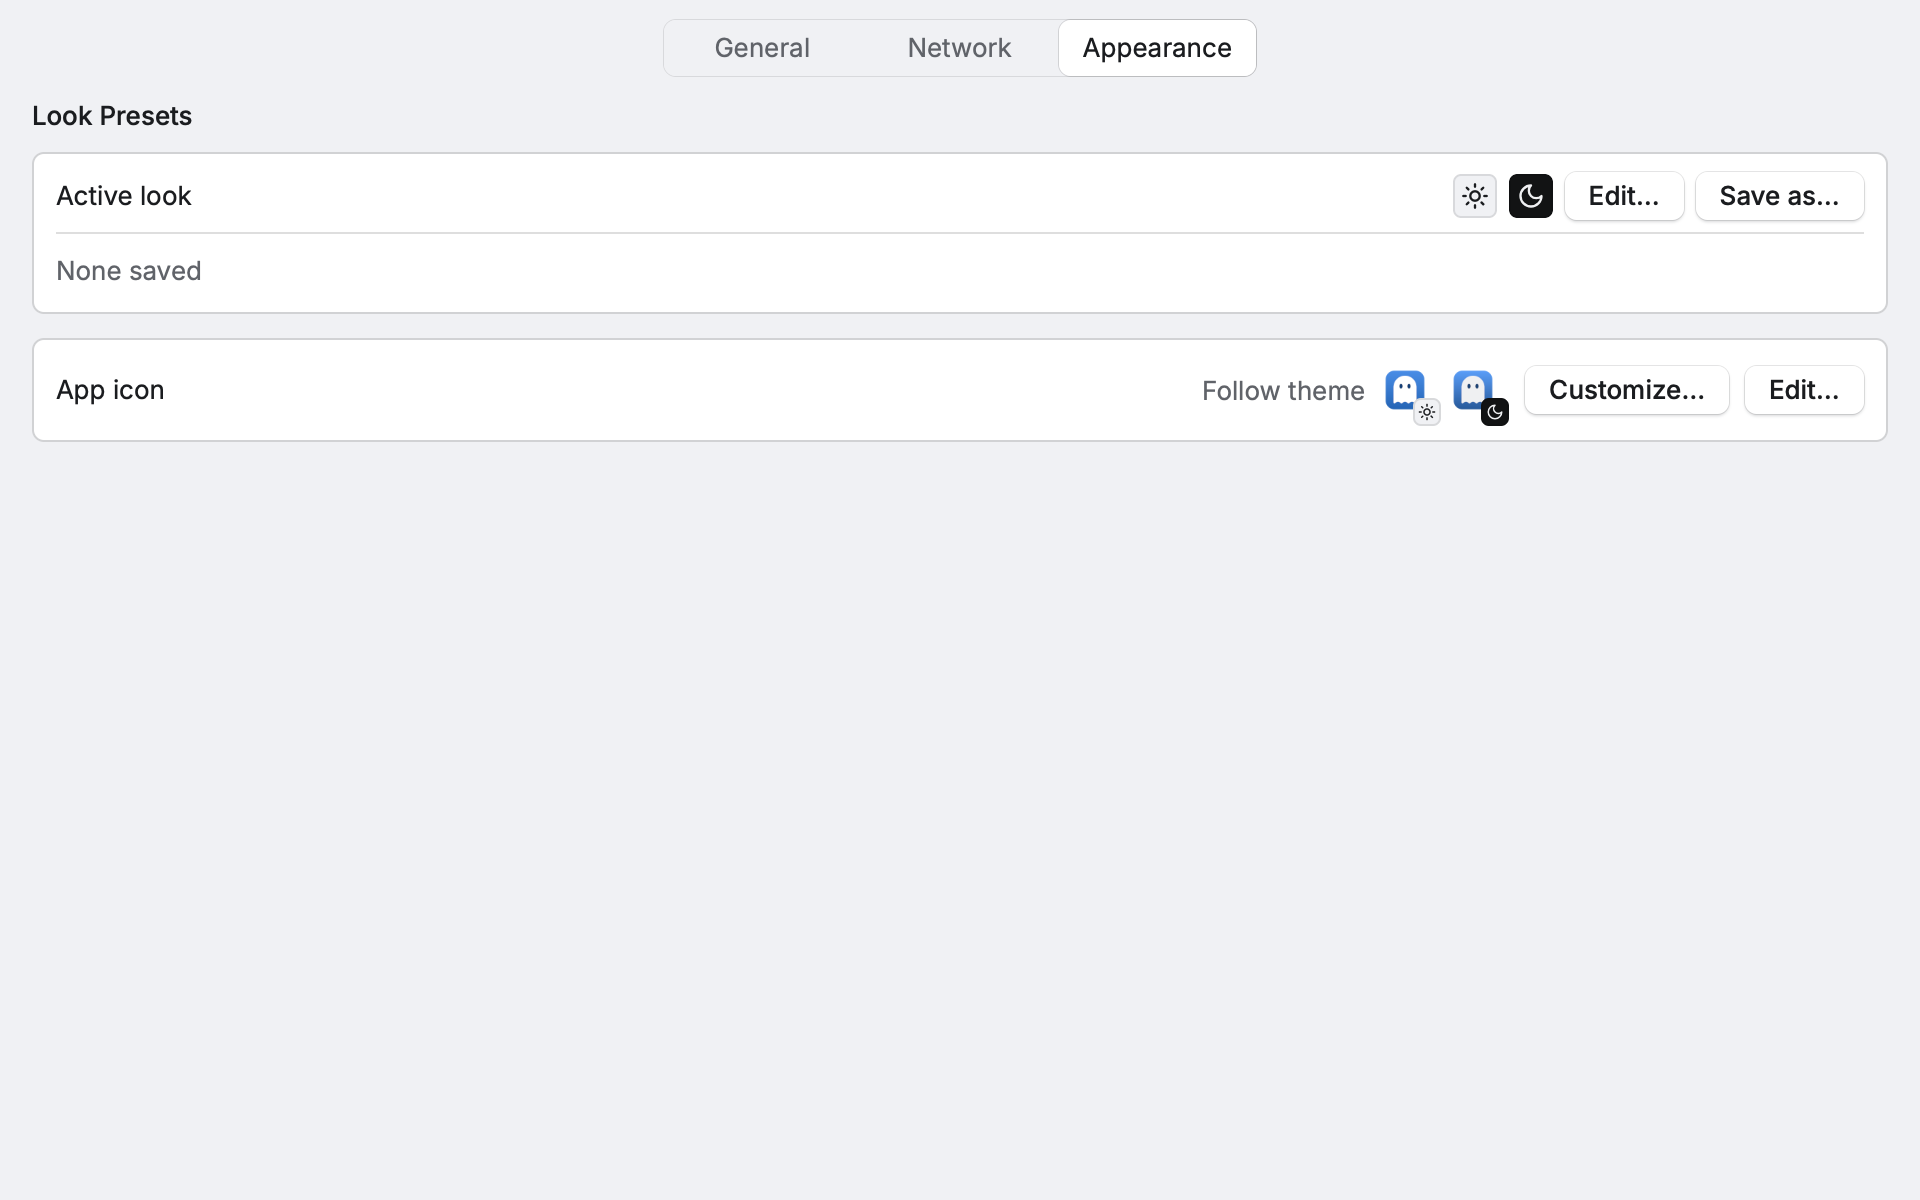 General Network Appearance
Look Presets
Active look Edit... Save as...
None saved
App icon Follow theme Customize... Edit...